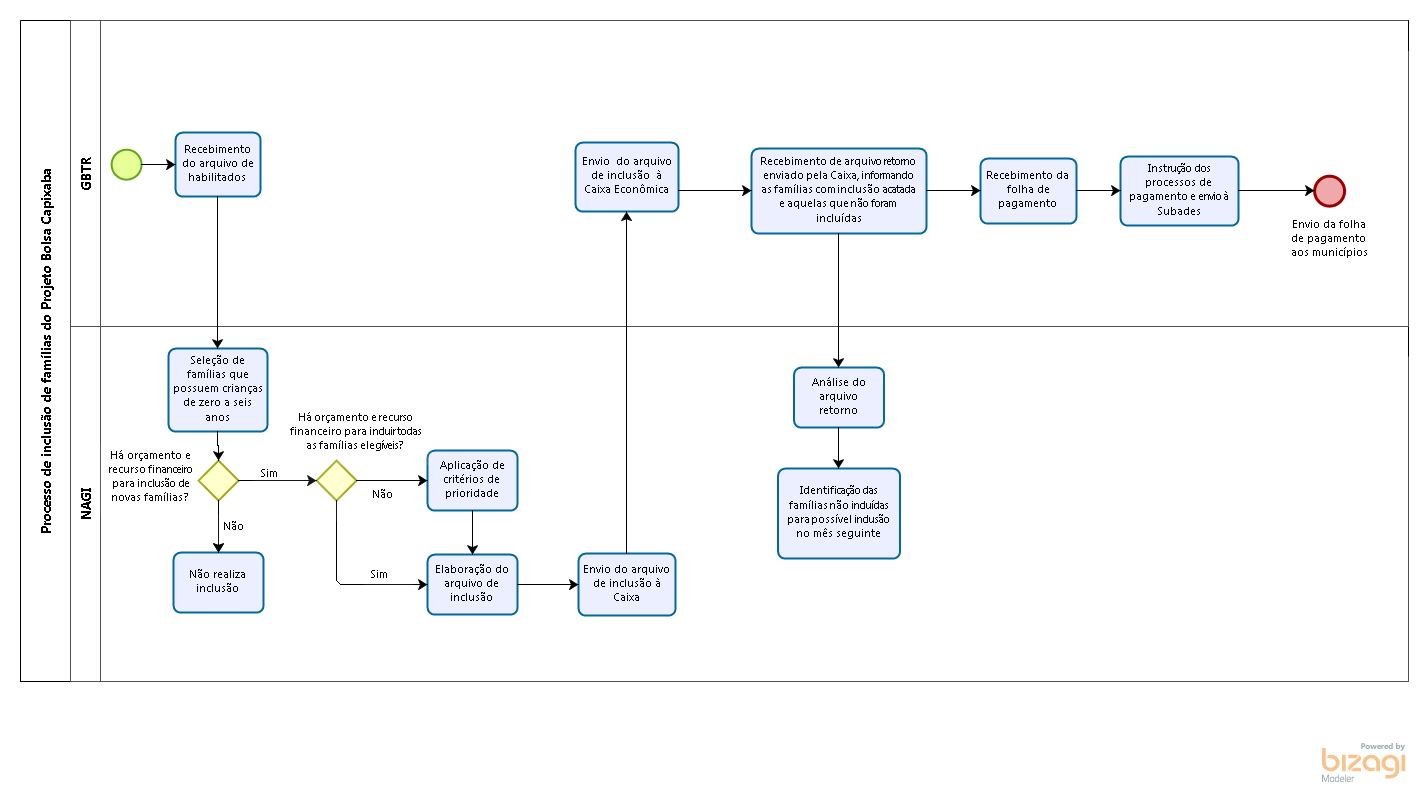 Processo de inclusão de famílias do Projeto Bolsa Capixaba
GBTR
Recebimento
do arquivo de
habilitados
Envio do arquivo
de inclusão à
Caixa Econômica
Recebimento de arquivo retorno
enviado pela Caixa, informando
as famílias com inclusão acatada
e aquelas que não foram
incluídas
Recebimento da
folha de
pagamento
Instrução dos
processos de
pagamento e envio à
Subades
Envio da folha
de pagamento
aos municípios
NAGI
Seleção de
famílias que
possuem crianças
de zero a seis
anos
Há orçamento e
recurso financeiro
para inclusão de
novas famílias?
Sim
Não
Não realiza
inclusão
Há orçamento e recurso
financeiro para incluir todas
as famílias elegíveis?
Não
Sim
Aplicação de
critérios de
prioridade
Elaboração do
arquivo de
inclusão
Envio do arquivo
de inclusão à
Caixa
Análise do
arquivo
retorno
Identificação das
famílias não incluídas
para possível inclusão
no mês seguinte
Powered by
bizagi
Modeler